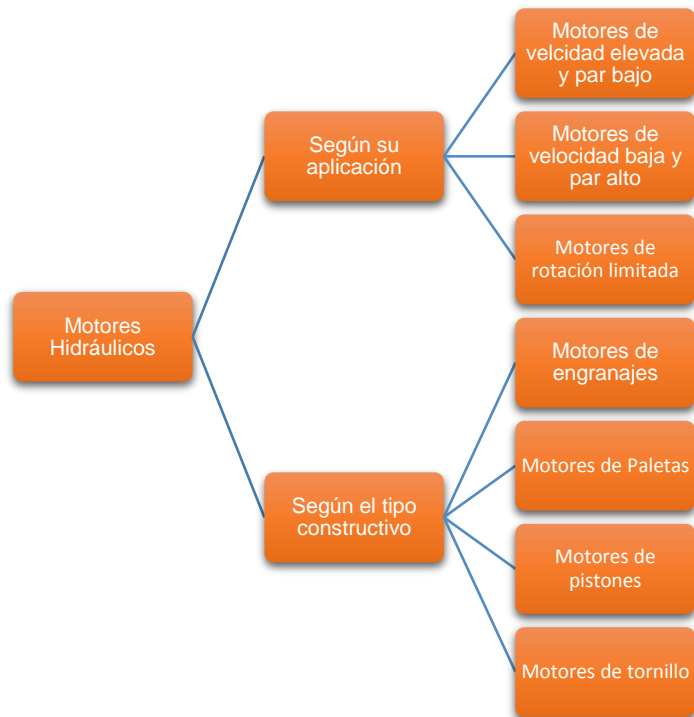 Motores
Hidráulicos
Según su
aplicación
Motores de
velcidad elevada
y par bajo
Motores de
velocidad baja y
par alto
Motores de
rotación limitada
Según el tipo
constructivo
Motores de
engranajes
Motores de Paletas
Motores de
pistones
Motores de tornillo